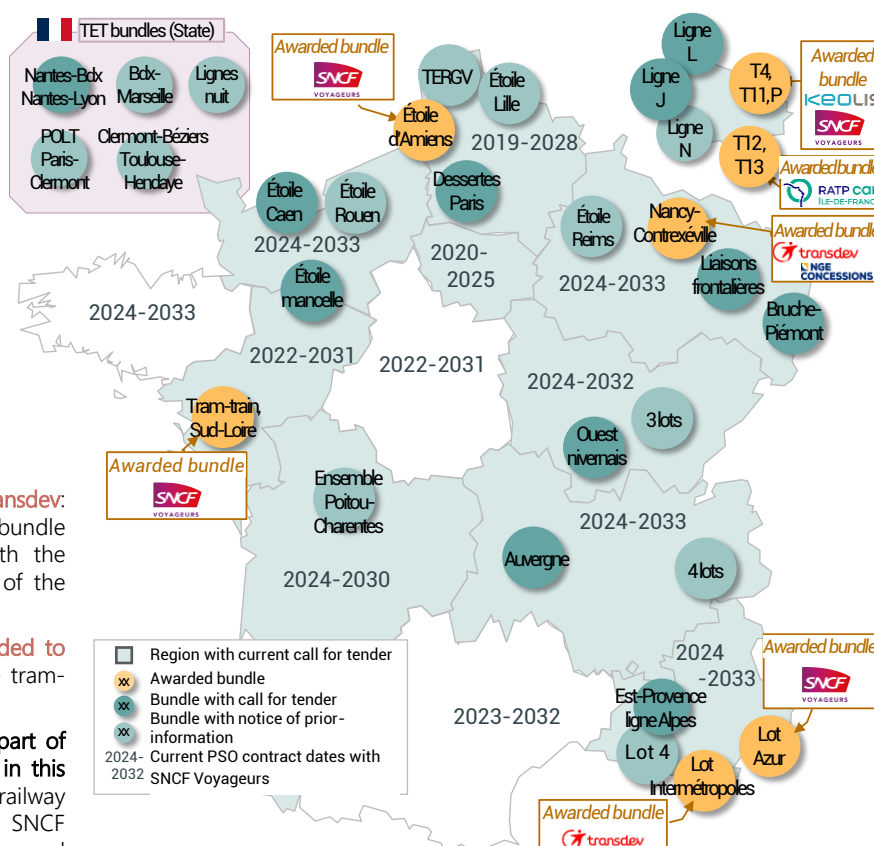 TET bundles (State)
Nantes-Bdx
Nantes-Lyon
Bdx-
Marseille
Lignes
nuit
POLT
Paris-
Clermont
Clermont-Béziers
Toulouse-
Hendaye
Awarded bundle
SNCF
VOYAGEURS
TERGV
Étoile
Lille
Étoile
d'Amiens
2019-2028
Dessertes
Paris
Ligne
L
Ligne
J
Ligne
N
T4,
T11,P
Awarded
bundle
KEOLIS
SNCF
VOYAGEURS
T12,
T13
Awarded bundle
RATP
ÎLE-DE-FRANC
Étoile
Caen
Étoile
Rouen
2024-2033
2020-
2025
Étoile
Reims
Nancy-
Contrexéville
Awarded bundle
transdev
NGE
CONCESSIONS
2024-2033
Liaisons
frontalières
Bruche-
Piémont
Étoile
mancelle
2024-2033
2022-2031
2022-2031
2024-2032
3 lots
Ouest
nivernais
Tram-train,
Sud-Loire
Awarded bundle
SNCF
VOYAGEURS
Ensemble
Poitou-
Charentes
2024-2033
Auvergne
4 lots
2024-2030
ansdev:
bundle
th the
of the
ded to
tram-
part of
in this
railway
SNCF
Region with current call for tender
xx Awarded bundle
xx Bundle with call for tender
xx Bundle with notice of prior-
information
2024-
2032
Current PSO contract dates with
SNCF Voyageurs
2023-2032
2024
-2033
Awarded bundle
SNCF
VOYAGEURS
Est-Provence
ligne Alpes
Lot 4
Lot
Azur
Lot
Intermétropoles
Awarded bundle
transdev